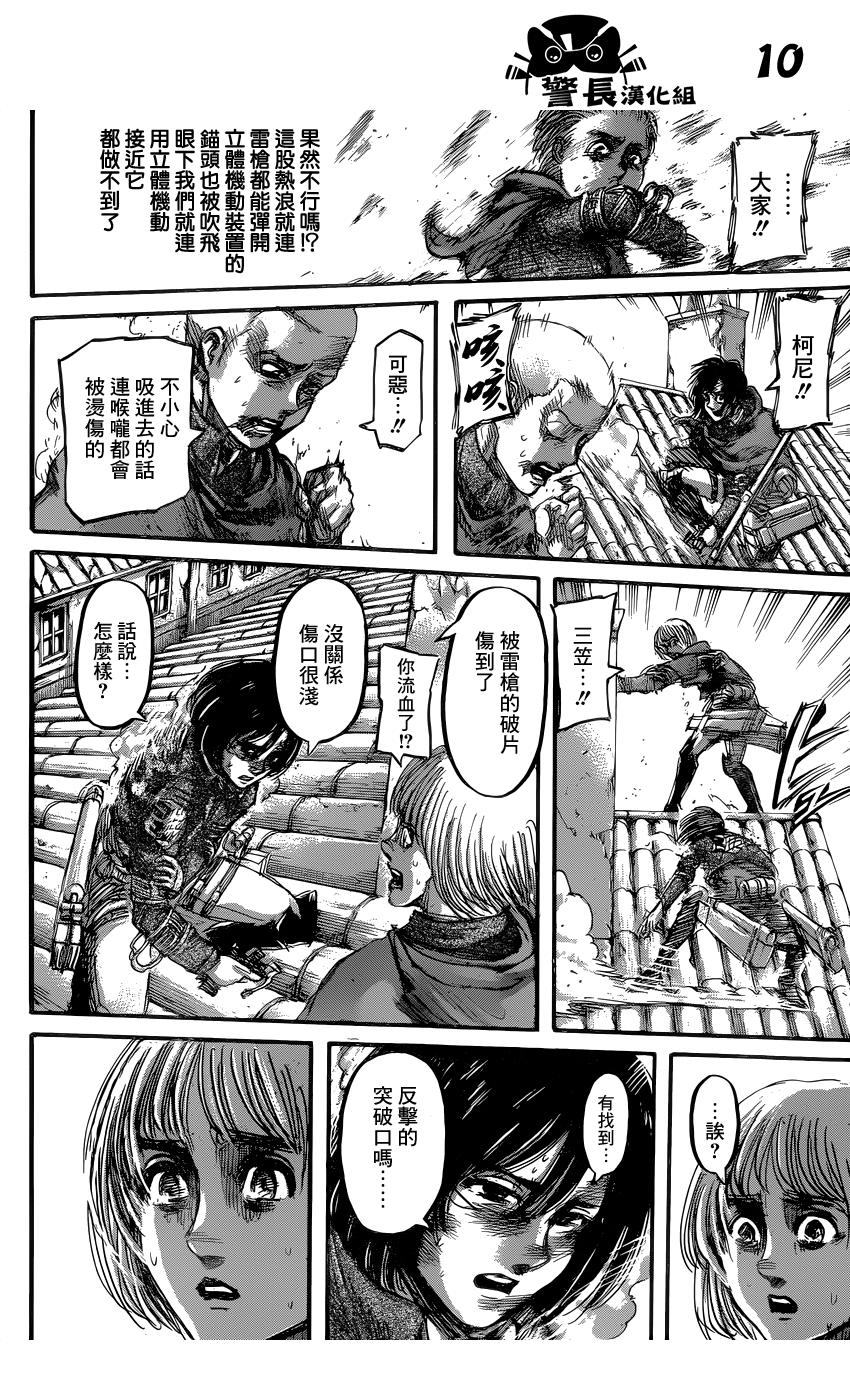 警長漢化組
10
……
大家!!
果然不行嗎!?
這股熱浪就連
雷槍都能彈開
立體機動裝置的
錨頭也被吹飛
眼下我們就連
用立體機動
接近它
都做不到了
柯尼!!
咳咳
可惡…!!
不小心
吸進去的話
連喉嚨都會
被燙傷的
三笠…!!
被雷槍的破片
傷到了
你流血了!?
沒關係
傷口很淺
話說…
怎麼樣?
…誒?
有找到…
反擊的
突破口嗎……